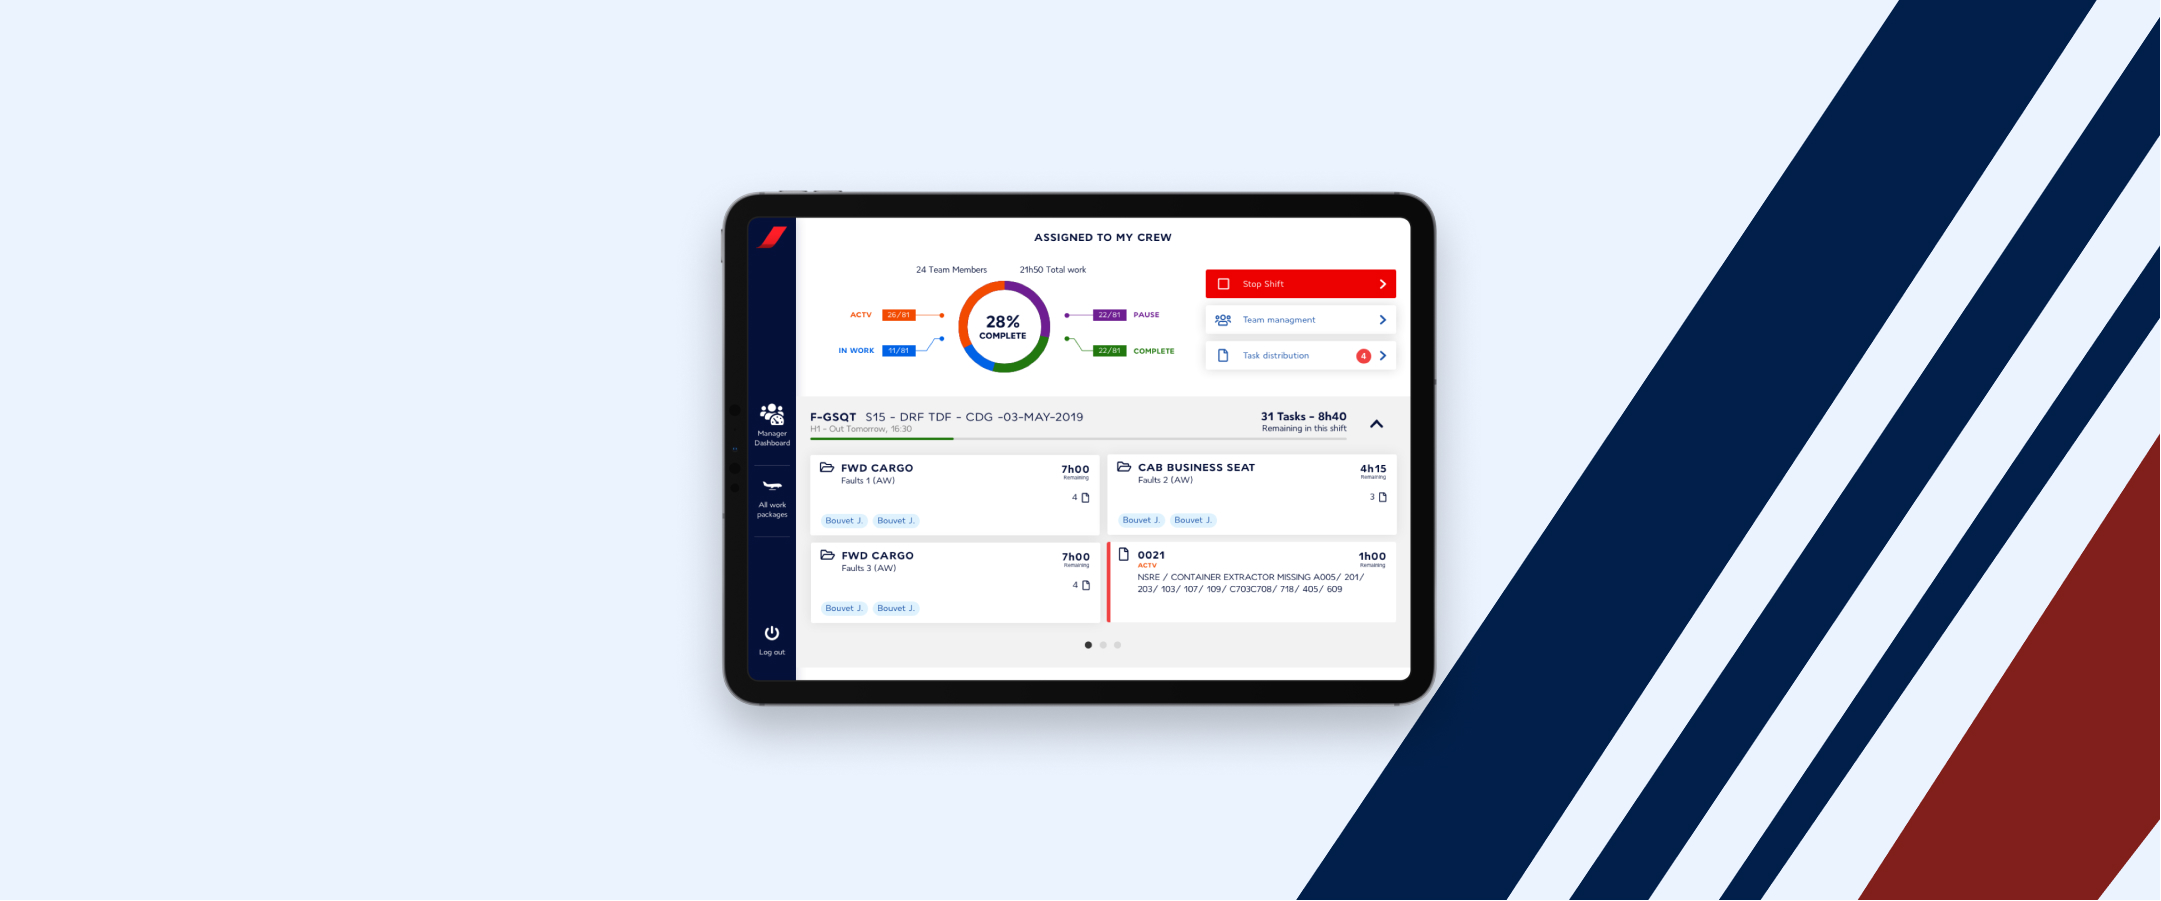 ASSIGNED TO MY CREW
24 Team Members 21h50 Total work
ACTV 26/81
IN WORK 11/81
28%
COMPLETE
22/81 PAUSE
22/81 COMPLETE
Stop Shift
Team managment
Task distribution 4
Manager
Dashboard
All work
packages
Log out
F-GSQT S15 - DRF TDF - CDG -03-MAY-2019
H1 - Out Tomorrow, 16:30
31 Tasks - 8h40
Remaining in this shift
FWD CARGO 7h00
Faults 1 (AW) Remaining
4
Bouvet J. Bouvet J.
CAB BUSINESS SEAT 4h15
Faults 2 (AW) Remaining
3
Bouvet J. Bouvet J.
FWD CARGO 7h00
Faults 3 (AW) Remaining
4
Bouvet J. Bouvet J.
0021 1h00
ACTV Remaining
NSRE / CONTAINER EXTRACTOR MISSING A005/ 201/
203/ 103/ 107/ 109/ C703C708/ 718/ 405/ 609